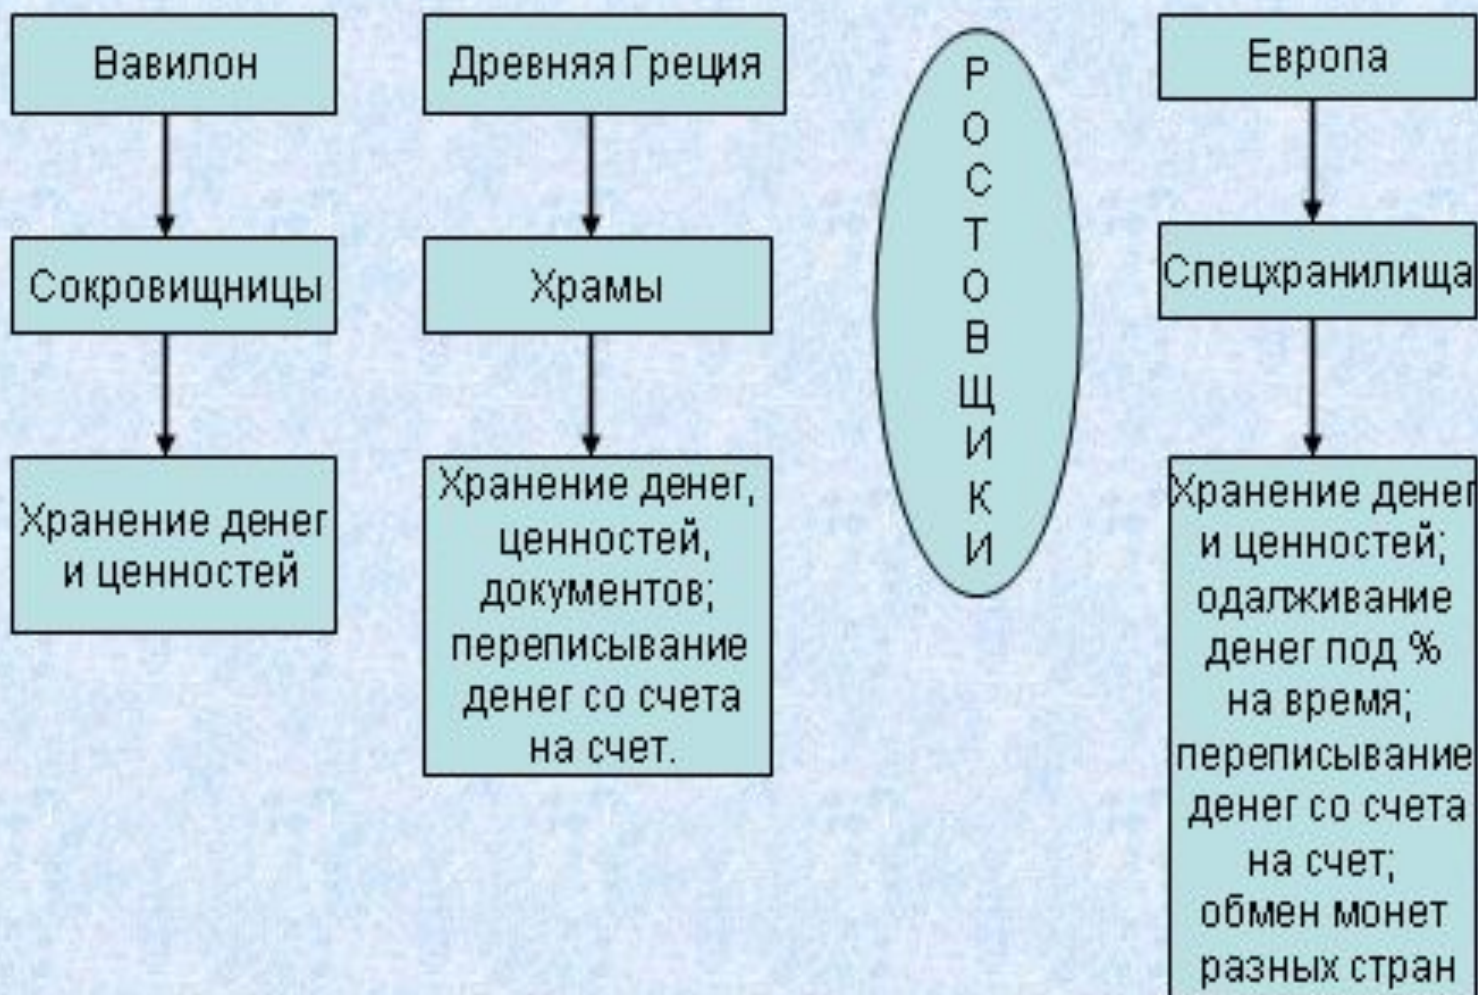 Вавилон
Сокровищницы
Хранение денег
и ценностей
Древняя Греция
Храмы
Хранение денег,
ценностей,
документов;
переписывание
денег со счета
на счет.
Р
О
С
Т
О
В
Щ
И
К
И
Европа
Спецхранилища
Хранение денег
и ценностей;
одалживание
денег под %
на время;
переписывание
денег со счета
на счет;
обмен монет
разных стран